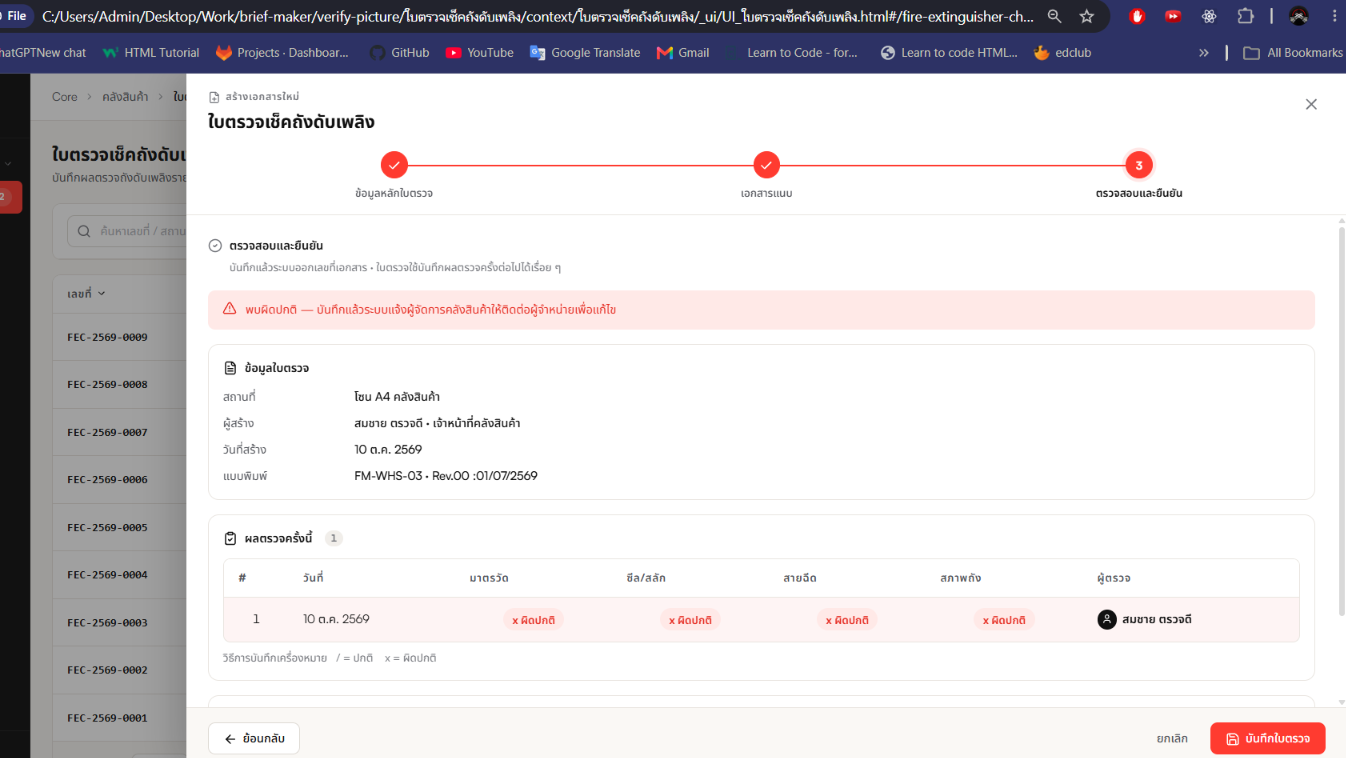 File C:/Users/Admin/Desktop/Work/brief-maker/verify-picture/ใบตรวจเช็คถังดับเพลิง/context/ใบตรวจเช็คถังดับเพลิง/_ui/UI_ใบตรวจเช็คถังดับเพลิง.html#/fire-extinguisher-ch...
hatGPTNew chat HTML Tutorial Projects · Dashboar... GitHub YouTube Google Translate Gmail Learn to Code - for... Learn to code HTML... edclub » All Bookmarks
Core > คลังสินค้า > ใบ
สร้างเอกสารใหม่
ใบตรวจเช็คถังดับเพลิง
3
ข้อมูลหลักใบตรวจ เอกสารแนบ ตรวจสอบและยืนยัน
ใบตรวจเช็คถังดับเ
บันทึกผลตรวจถังดับเพลิงราย
2
ค้นหาเลขที่ / สถาน
เลขที่
FEC-2569-0009
FEC-2569-0008
FEC-2569-0007
FEC-2569-0006
FEC-2569-0005
FEC-2569-0004
FEC-2569-0003
FEC-2569-0002
FEC-2569-0001
ตรวจสอบและยืนยัน
บันทึกแล้วระบบออกเลขที่เอกสาร • ใบตรวจใช้บันทึกผลตรวจครั้งต่อไปได้เรื่อย ๆ
พบผิดปกติ — บันทึกแล้วระบบแจ้งผู้จัดการคลังสินค้าให้ติดต่อผู้จำหน่ายเพื่อแก้ไข
ข้อมูลใบตรวจ
สถานที่ โซน A4 คลังสินค้า
ผู้สร้าง สมชาย ตรวจดี • เจ้าหน้าที่คลังสินค้า
วันที่สร้าง 10 ต.ค. 2569
แบบพิมพ์ FM-WHS-03 • Rev.00 :01/07/2569
ผลตรวจครั้งนี้ 1
# วันที่ มาตรวัด ซีล/สลัก สายฉีด สภาพถัง ผู้ตรวจ
1 10 ต.ค. 2569 x ผิดปกติ x ผิดปกติ x ผิดปกติ x ผิดปกติ สมชาย ตรวจดี
วิธีการบันทึกเครื่องหมาย / = ปกติ x = ผิดปกติ
ย้อนกลับ ยกเลิก บันทึกใบตรวจ